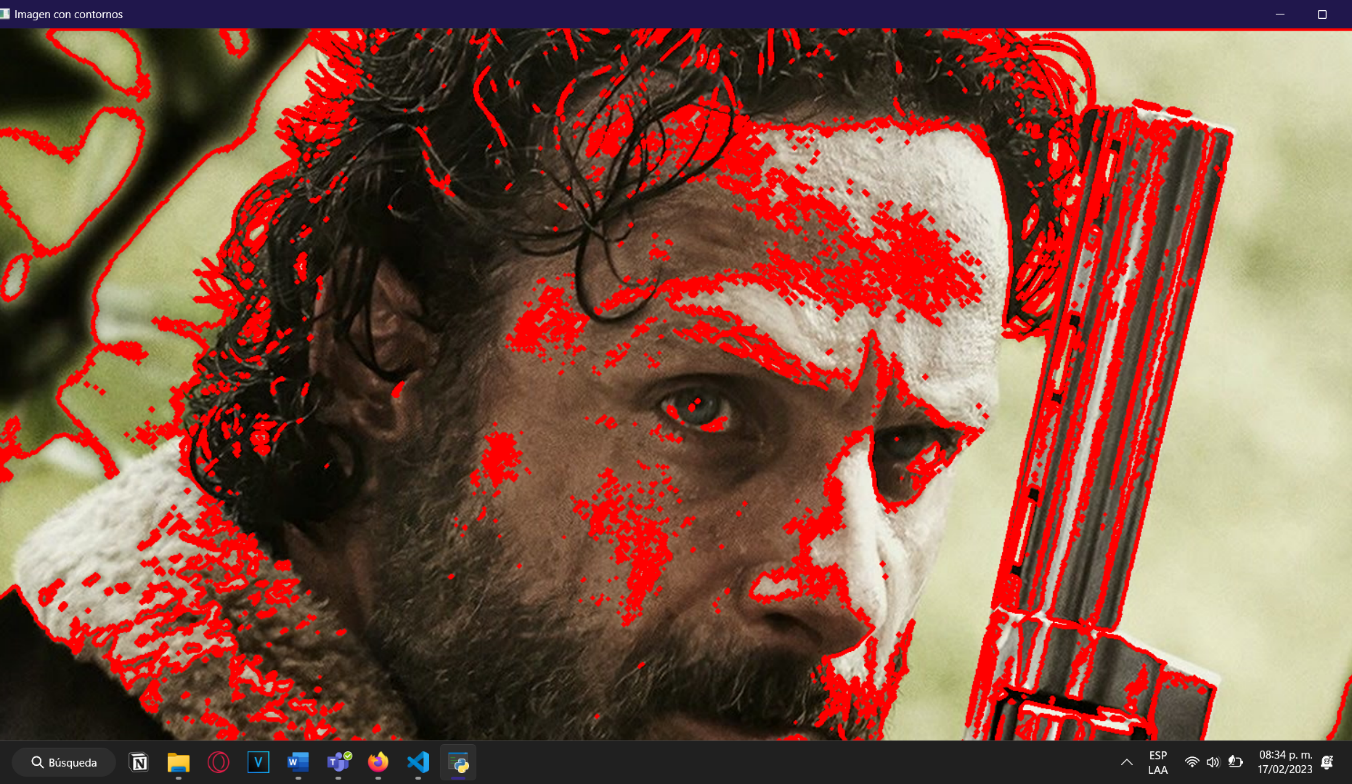 Imagen con contornos
Búsqueda
ESP
LAA
08:34 p. m.
17/02/2023